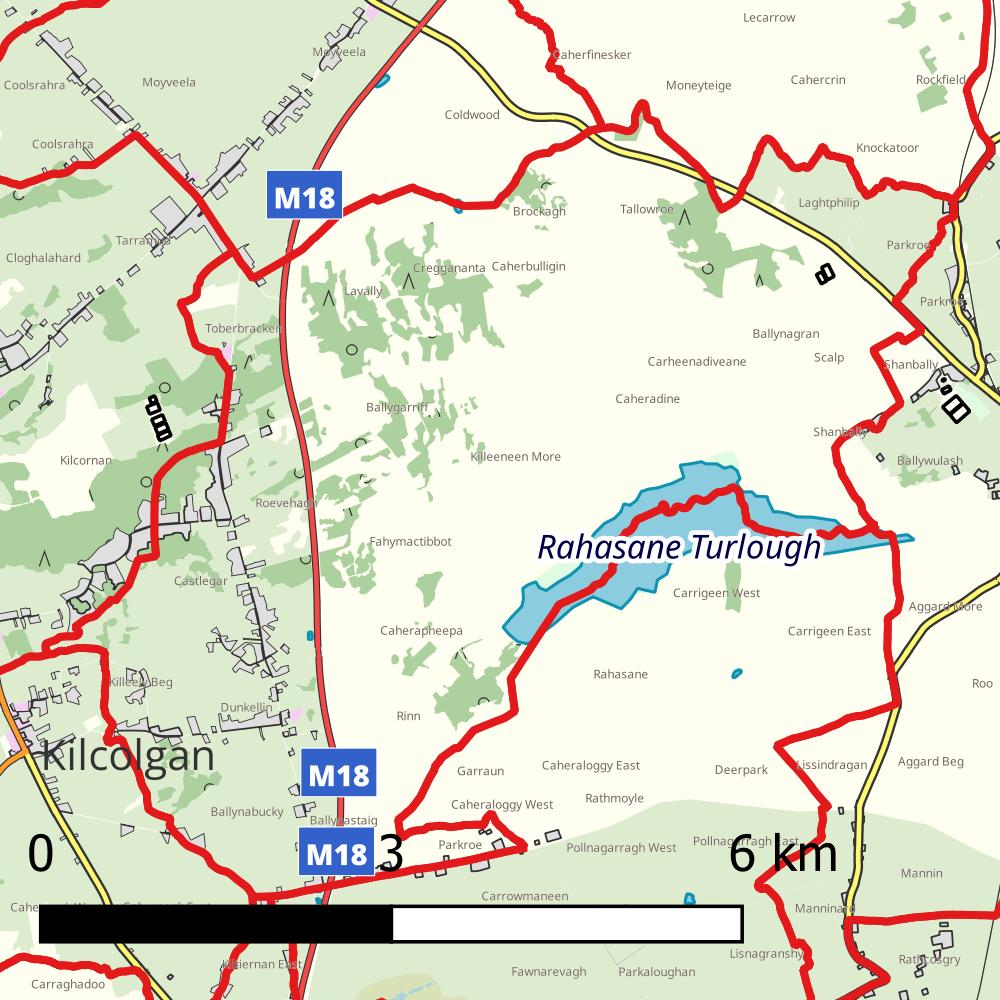 Lecarrow
Moyveela
Caherfinesker
Coolsrahra
Moyveela
Moneyteige
Cahercrin
Rockfield
Coldwood
Coolsrahra
Knockatoor
M18
Brockagh
Tallowroe
Laghtphilip
Tarramud
Parkroe
Cloghalahard
Creggananta
Caherbulligin
Lavally
Parkroe
Toberbracken
Ballynagran
Carheenadiveane
Scalp
Shanbally
Caheradine
Ballygarriff
Shanbally
Kilcornan
Killeeneen More
Ballywulash
Roevehagh
Fahymactibbot
Rahasane Turlough
Castlegar
Carrigeen West
Aggard More
Caherapheepa
Carrigeen East
Rahasane
Killeely Beg
Roo
Dunkellin
Rinn
Kilcolgan
M18
Garraun
Caheraloggy East
Deerpark
Lissindragan
Aggard Beg
Rathmoyle
Caheraloggy West
Ballynabucky
Ballynastaig
M18
Parkroe
Pollnagarragh West
Pollnagarragh East
0
3
6 km
Mannin
Carrowmaneen
Manninard
Lisnagranshy
Rathcosgry
Kiltiernan East
Fawnarevagh
Parkaloughan
Carraghadoo